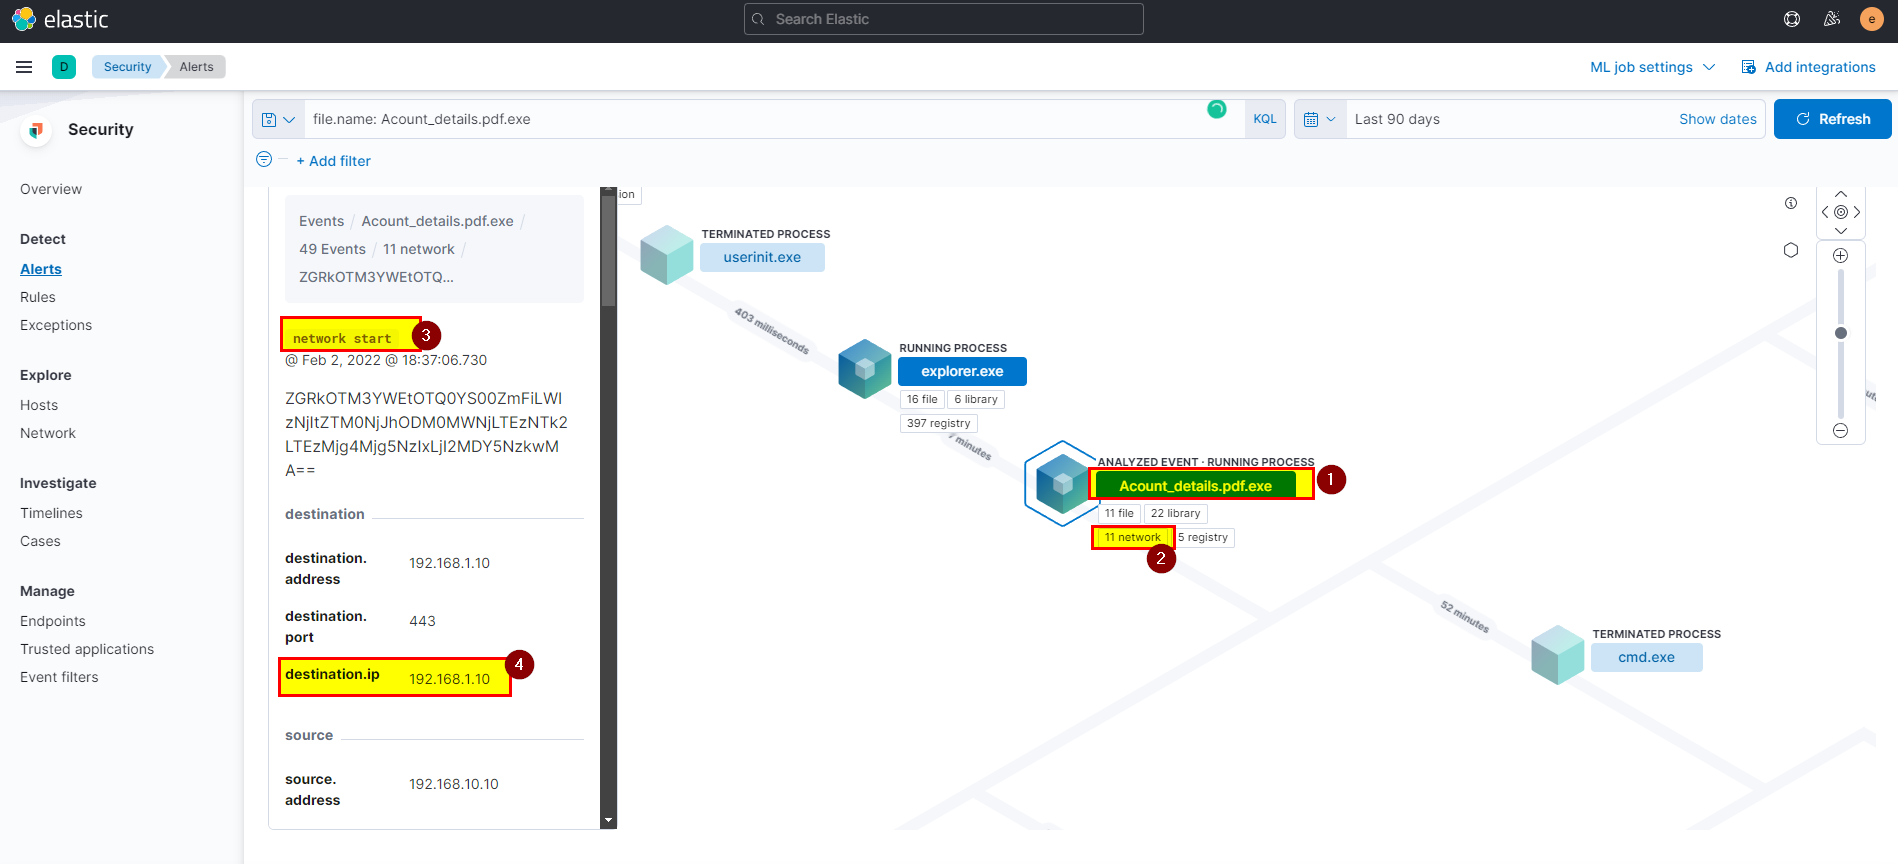 elastic
Search Elastic
e
D
Security
Alerts
ML job settings
Add integrations
Security
Overview
Detect
Alerts
Rules
Exceptions
Explore
Hosts
Network
Investigate
Timelines
Cases
Manage
Endpoints
Trusted applications
Event filters
file.name: Acount_details.pdf.exe
KQL
Last 90 days
Show dates
Refresh
+ Add filter
Events / Acount_details.pdf.exe /
49 Events / 11 network /
ZGRkOTM3YWEtOTQ...
network start
3
@ Feb 2, 2022 @ 18:37:06.730
ZGRkOTM3YWEtOTQ0YS00ZmFiLWI
zNjItZTM0NjJhODM0MWNjLTEzNTk2
LTEzMjg4Mjg5NzIxLjI2MDY5NzkwM
A==
destination
destination.
address
192.168.1.10
destination.
port
443
destination.ip
192.168.1.10
4
source
source.
address
192.168.10.10
sion
TERMINATED PROCESS
userinit.exe
403 milliseconds
RUNNING PROCESS
explorer.exe
16 file
6 library
397 registry
7 minutes
ANALYZED EVENT · RUNNING PROCESS
Acount_details.pdf.exe
1
11 file
22 library
11 network
5 registry
2
52 minutes
TERMINATED PROCESS
cmd.exe